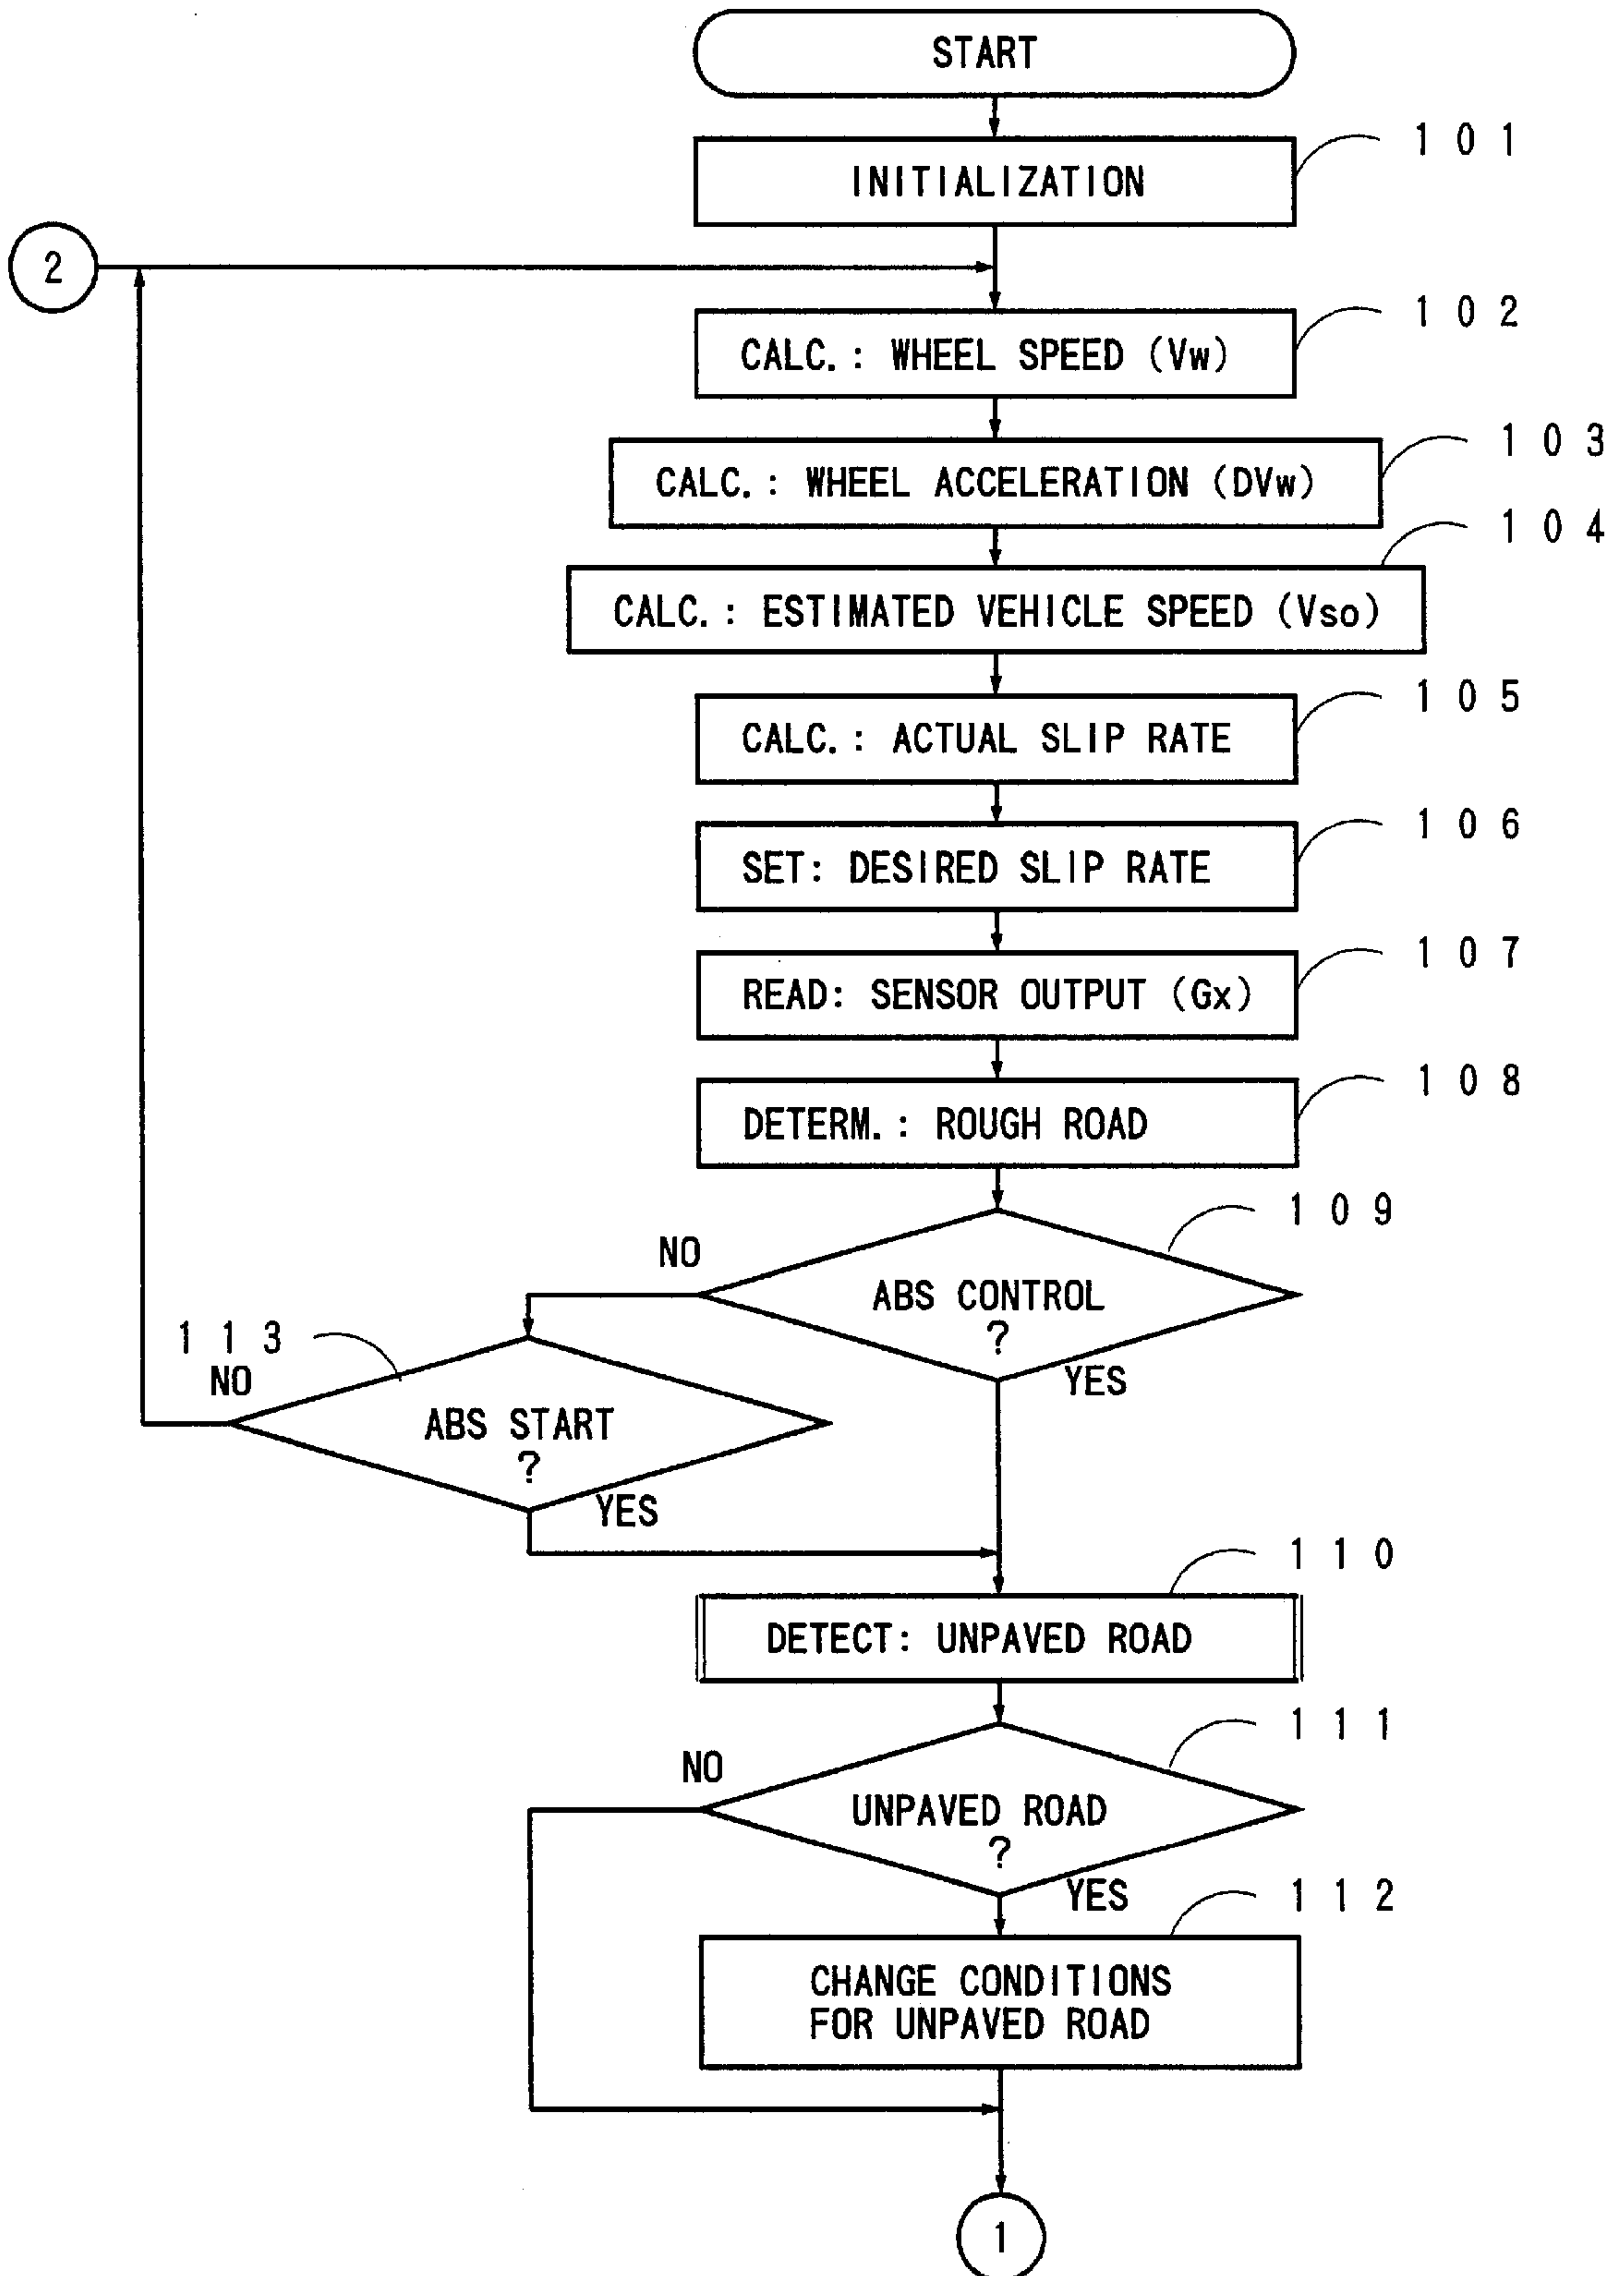 START
INITIALIZATION
101
2
CALC.: WHEEL SPEED (Vw)
102
CALC.: WHEEL ACCELERATION (DVw)
103
CALC.: ESTIMATED VEHICLE SPEED (Vso)
104
CALC.: ACTUAL SLIP RATE
105
SET: DESIRED SLIP RATE
106
READ: SENSOR OUTPUT (Gx)
107
DETERM.: ROUGH ROAD
108
109
NO
ABS CONTROL
?
YES
113
NO
ABS START
?
YES
110
DETECT: UNPAVED ROAD
111
NO
UNPAVED ROAD
?
YES
112
CHANGE CONDITIONS
FOR UNPAVED ROAD
1